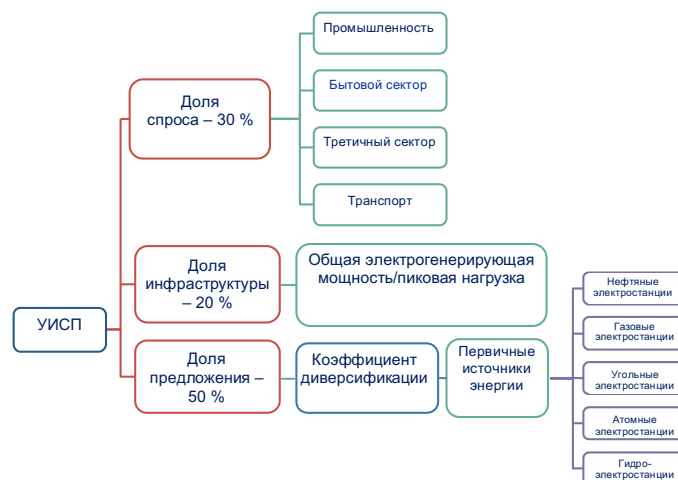 Промышленность
Бытовой сектор
Доля
спроса – 30 %
Третичный сектор
Транспорт
Доля
инфраструктуры
– 20 %
Общая электрогенерирующая
мощность/пиковая нагрузка
УИСП
Доля
предложения –
50 %
Коэффициент
диверсификации
Первичные
источники
энергии
Нефтяные
электростанции
Газовые
электростанции
Угольные
электростанции
Атомные
электростанции
Гидро-
электростанции